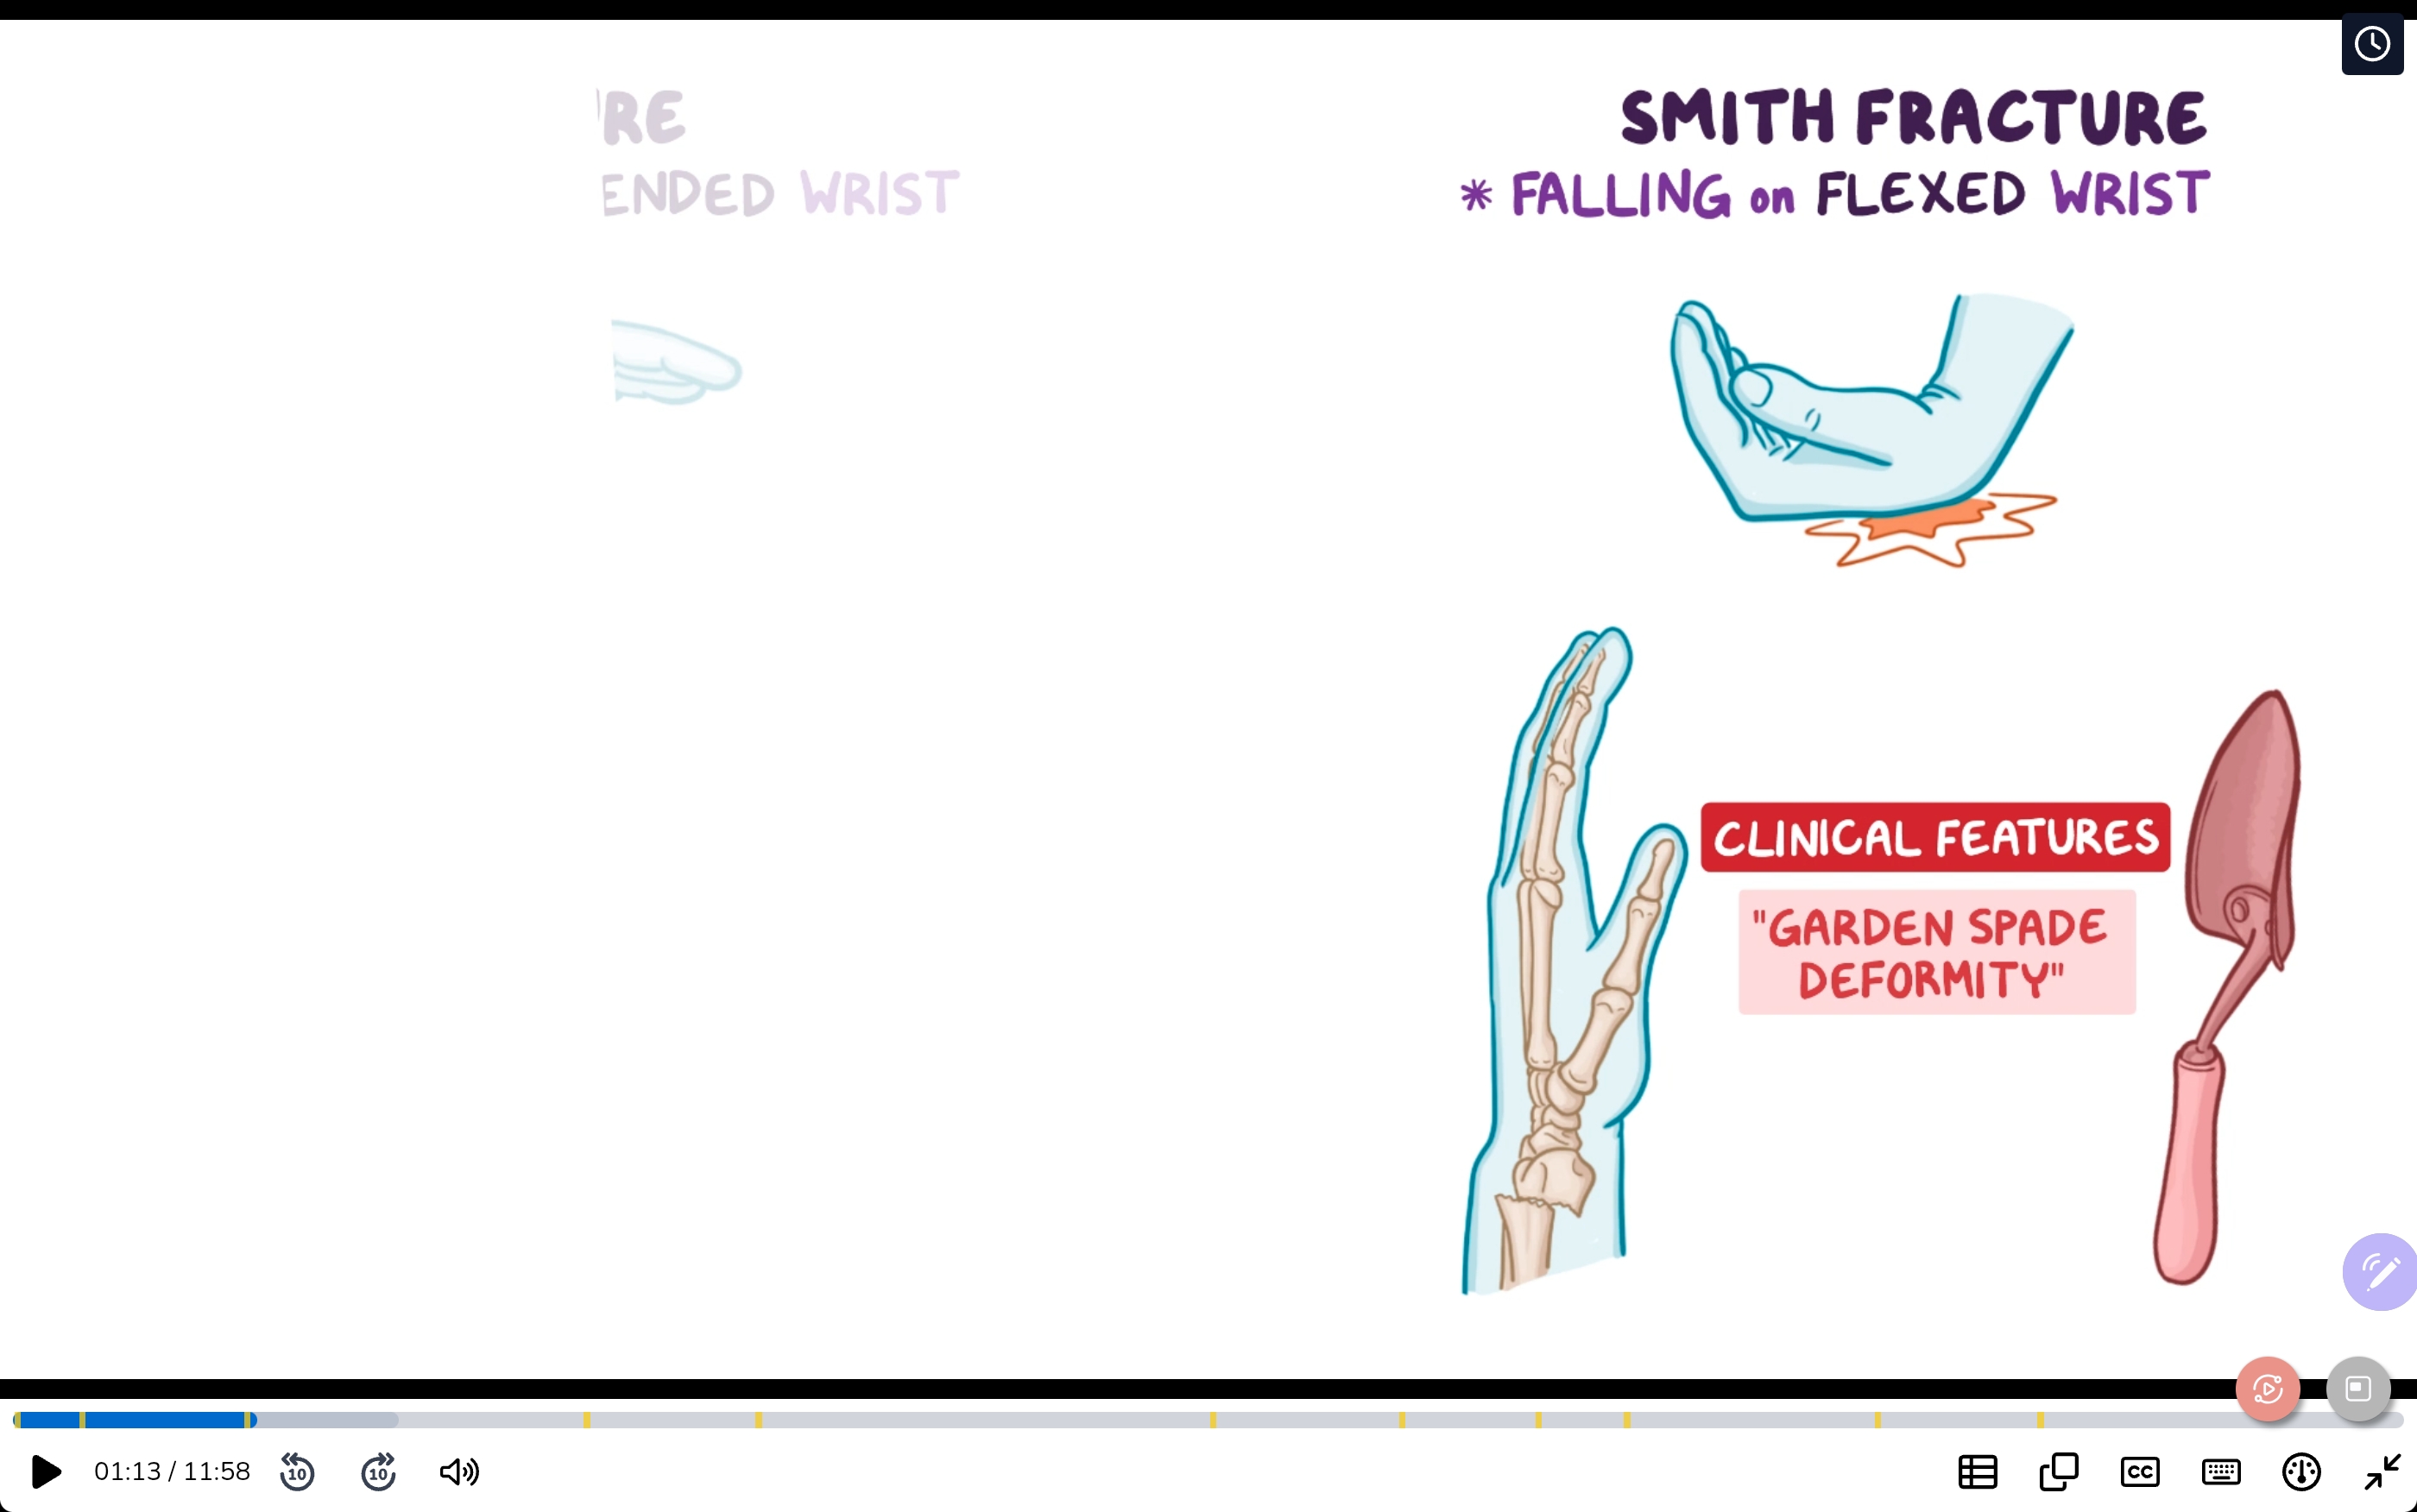 RE
ENDED WRIST
SMITH FRACTURE
* FALLING on FLEXED WRIST
CLINICAL FEATURES
"GARDEN SPADE
DEFORMITY"
01:13 / 11:58
10
10
CC